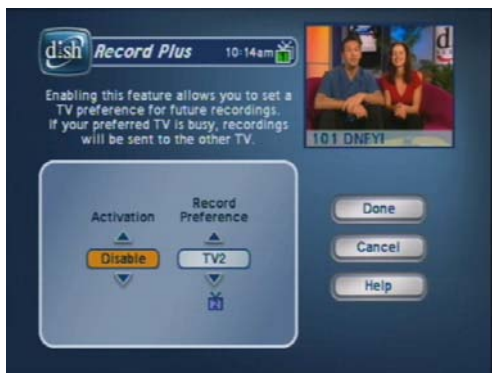 dish Record Plus 10:14am 1
Enabling this feature allows you to set a
TV preference for future recordings.
If your preferred TV is busy, recordings
will be sent to the other TV.
101 DNFYI
Activation
Record
Preference
Disable
TV2
Done
Cancel
Help